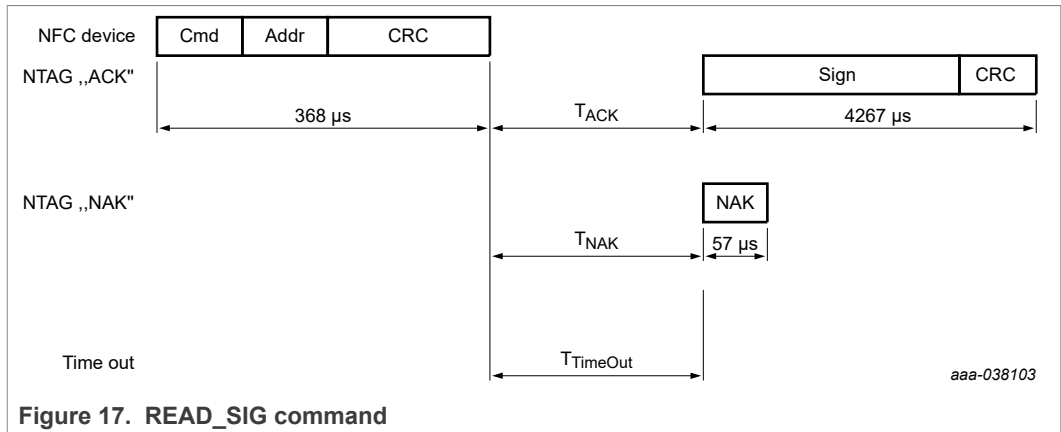 NFC device Cmd Addr CRC
NTAG ,,ACK" Sign CRC
368 µs TACK 4267 µs
NTAG ,,NAK" NAK
TNAK 57 µs
Time out TTimeOut aaa-038103
Figure 17. READ_SIG command